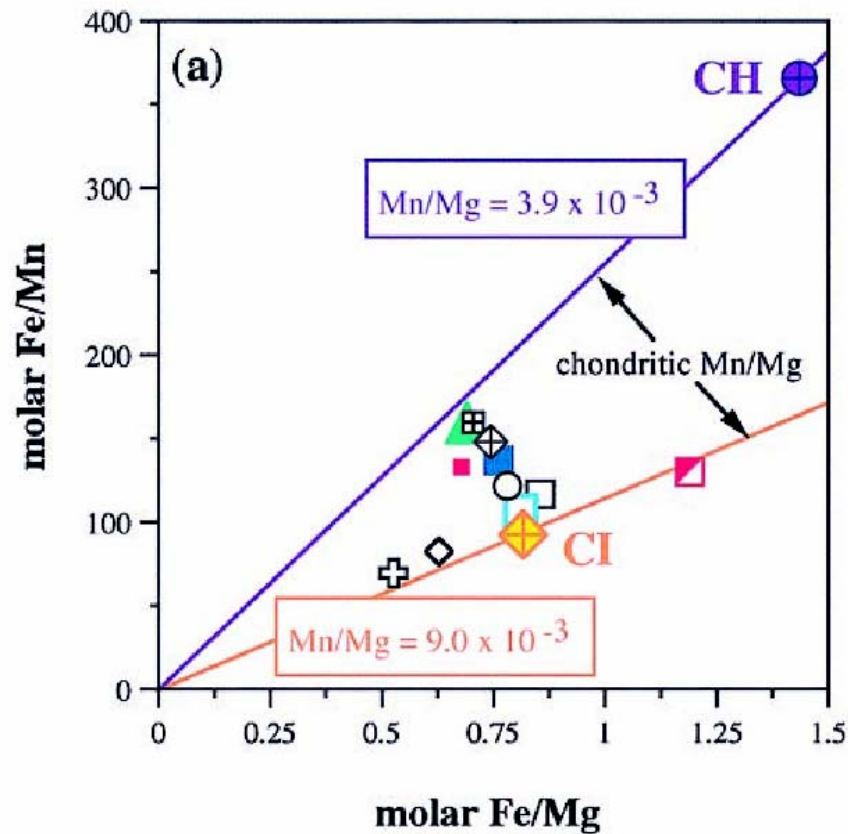 400
(a)
CH
300
Mn/Mg = 3.9 x 10 -3
molar Fe/Mn
200
chondritic Mn/Mg
100
CI
Mn/Mg = 9.0 x 10 -3
0
0 0.25 0.5 0.75 1 1.25 1.5
molar Fe/Mg